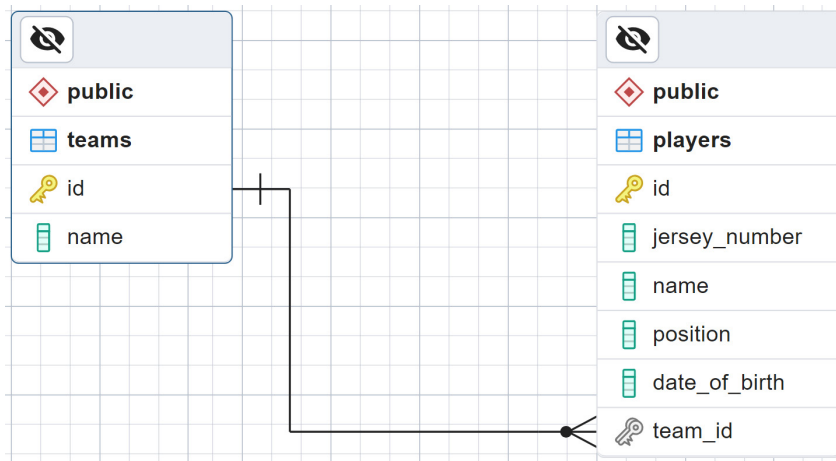 public
teams
id
name
public
players
id
jersey_number
name
position
date_of_birth
team_id